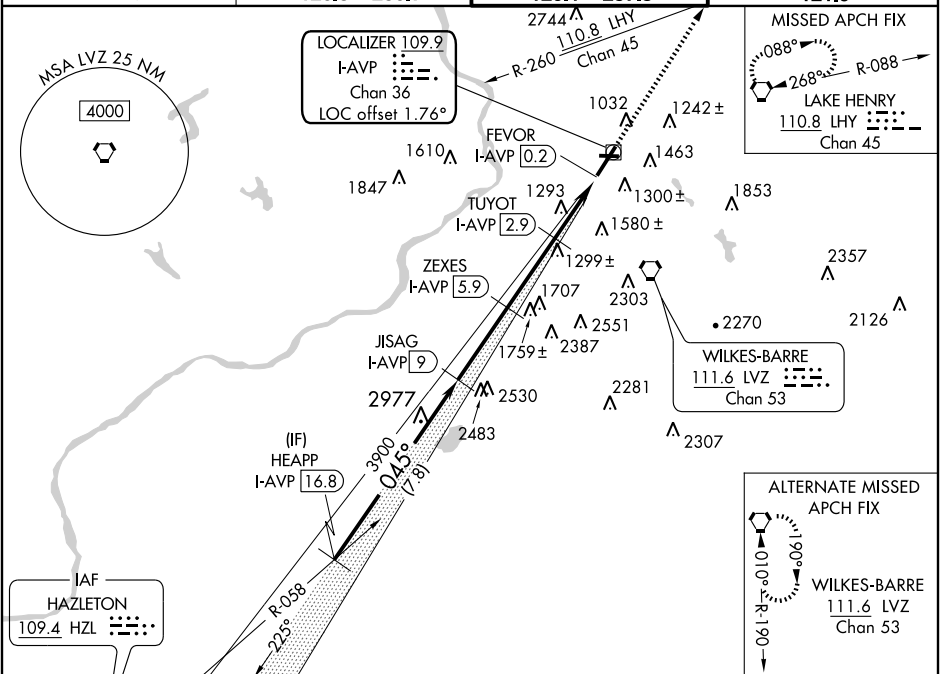 MSA LVZ 25 NM
4000
LOCALIZER 109.9
I-AVP
Chan 36
LOC offset 1.76°
2744
110.8 LHY
R-260
Chan 45
MISSED APCH FIX
088°
268°
R-088
LAKE HENRY
110.8 LHY
Chan 45
1032
1242 ±
FEVOR
I-AVP 0.2
1610
1847
1463
1293
1300 ±
1853
TUYOT
I-AVP 2.9
1580 ±
1299 ±
ZEXES
I-AVP 5.9
1707
2303
2357
1759 ±
2387
2551
2270
2126
JISAG
I-AVP 9
WILKES-BARRE
111.6 LVZ
Chan 53
2977
2530
2483
2281
2307
3900
045°
(7.8)
(IF)
HEAPP
I-AVP 16.8
R-058
225°
IAF
HAZLETON
109.4 HZL
ALTERNATE MISSED
APCH FIX
190°
010°
R-190
WILKES-BARRE
111.6 LVZ
Chan 53